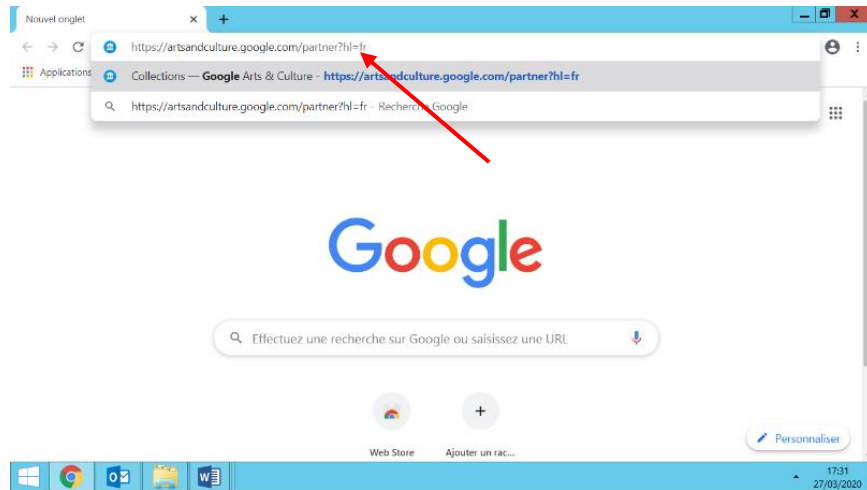 Nouvel onglet
https://artsandculture.google.com/partner?hl=fr
Applications
Collections — Google Arts & Culture - https://artsandculture.google.com/partner?hl=fr
https://artsandculture.google.com/partner?hl=fr - Recherche Google
Google
Effectuez une recherche sur Google ou saisissez une URL
Web Store
Ajouter un rac...
Personnaliser
17:31
27/03/2020